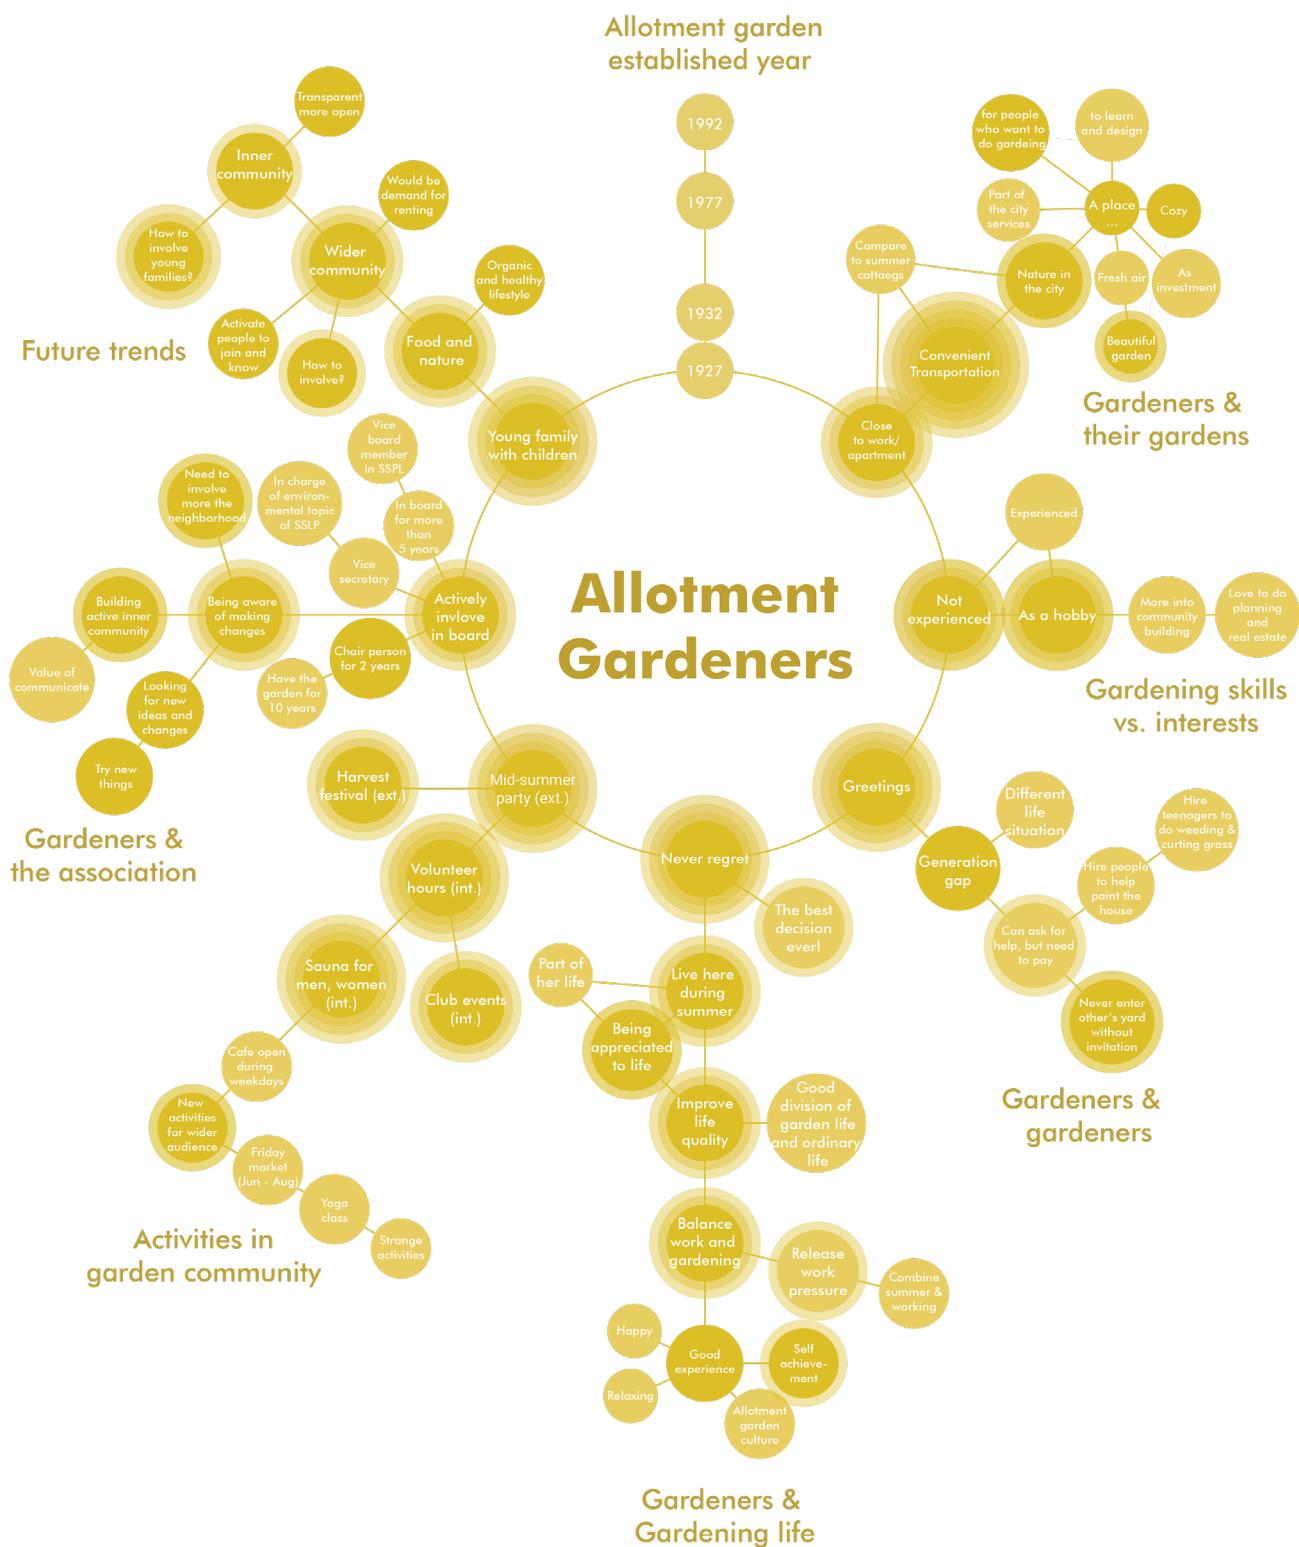 Allotment garden
established year
1992
1977
1932
1927
Allotment
Gardeners
for people
who want to
do gardeing
to learn
and design
Part of
the city
services
A place
...
Cozy
Compare
to summer
cottaegs
Nature in
the city
Fresh air
As
investment
Beautiful
garden
Convenient
Transportation
Close
to work/
apartment
Gardeners &
their gardens
Experienced
Not
experienced
As a hobby
More into
community
building
Love to do
planning
and
real estate
Gardening skills
vs. interests
Greetings
Different
life
situation
Generation
gap
Hire
teenagers to
do weeding &
curting grass
Hire people
to help
paint the
house
Can ask for
help, but need
to pay
Never enter
other's yard
without
invitation
Gardeners &
gardeners
Never regret
The best
decision
ever!
Part of
her life
Live here
during
summer
Being
appreciated
to life
Improve
life
quality
Good
division of
garden life
and ordinary
life
Balance
work and
gardening
Release
work
pressure
Combine
summer &
working
Happy
Good
experience
Self
achieve-
ment
Relaxing
Allotment
garden
culture
Gardeners &
Gardening life
Mid-summer
party (ext.)
Harvest
festival (ext.)
Volunteer
hours (int.)
Sauna for
men, women
(int.)
Club events
(int.)
Cafe open
during
weekdays
New
activities
for wider
audience
Friday
market
(Jun - Aug)
Yoga
class
Strange
activities
Activities in
garden community
Vice
board
member
in SSPL
Need to
involve
more the
neighborhood
In charge
of environ-
mental topic
of SSLP
In board
for more
than
5 years
Vice
secretary
Building
active inner
community
Being aware
of making
changes
Actively
invlove
in board
Chair person
for 2 years
Value of
communicate
Looking
for new
ideas and
changes
Have the
garden for
10 years
Try new
things
Gardeners &
the association
Transparent
more open
Inner
community
Would be
demand for
renting
How to
involve
young
families?
Wider
community
Organic
and healthy
lifestyle
Activate
people to
join and
know
How to
involve?
Food and
nature
Young family
with children
Future trends